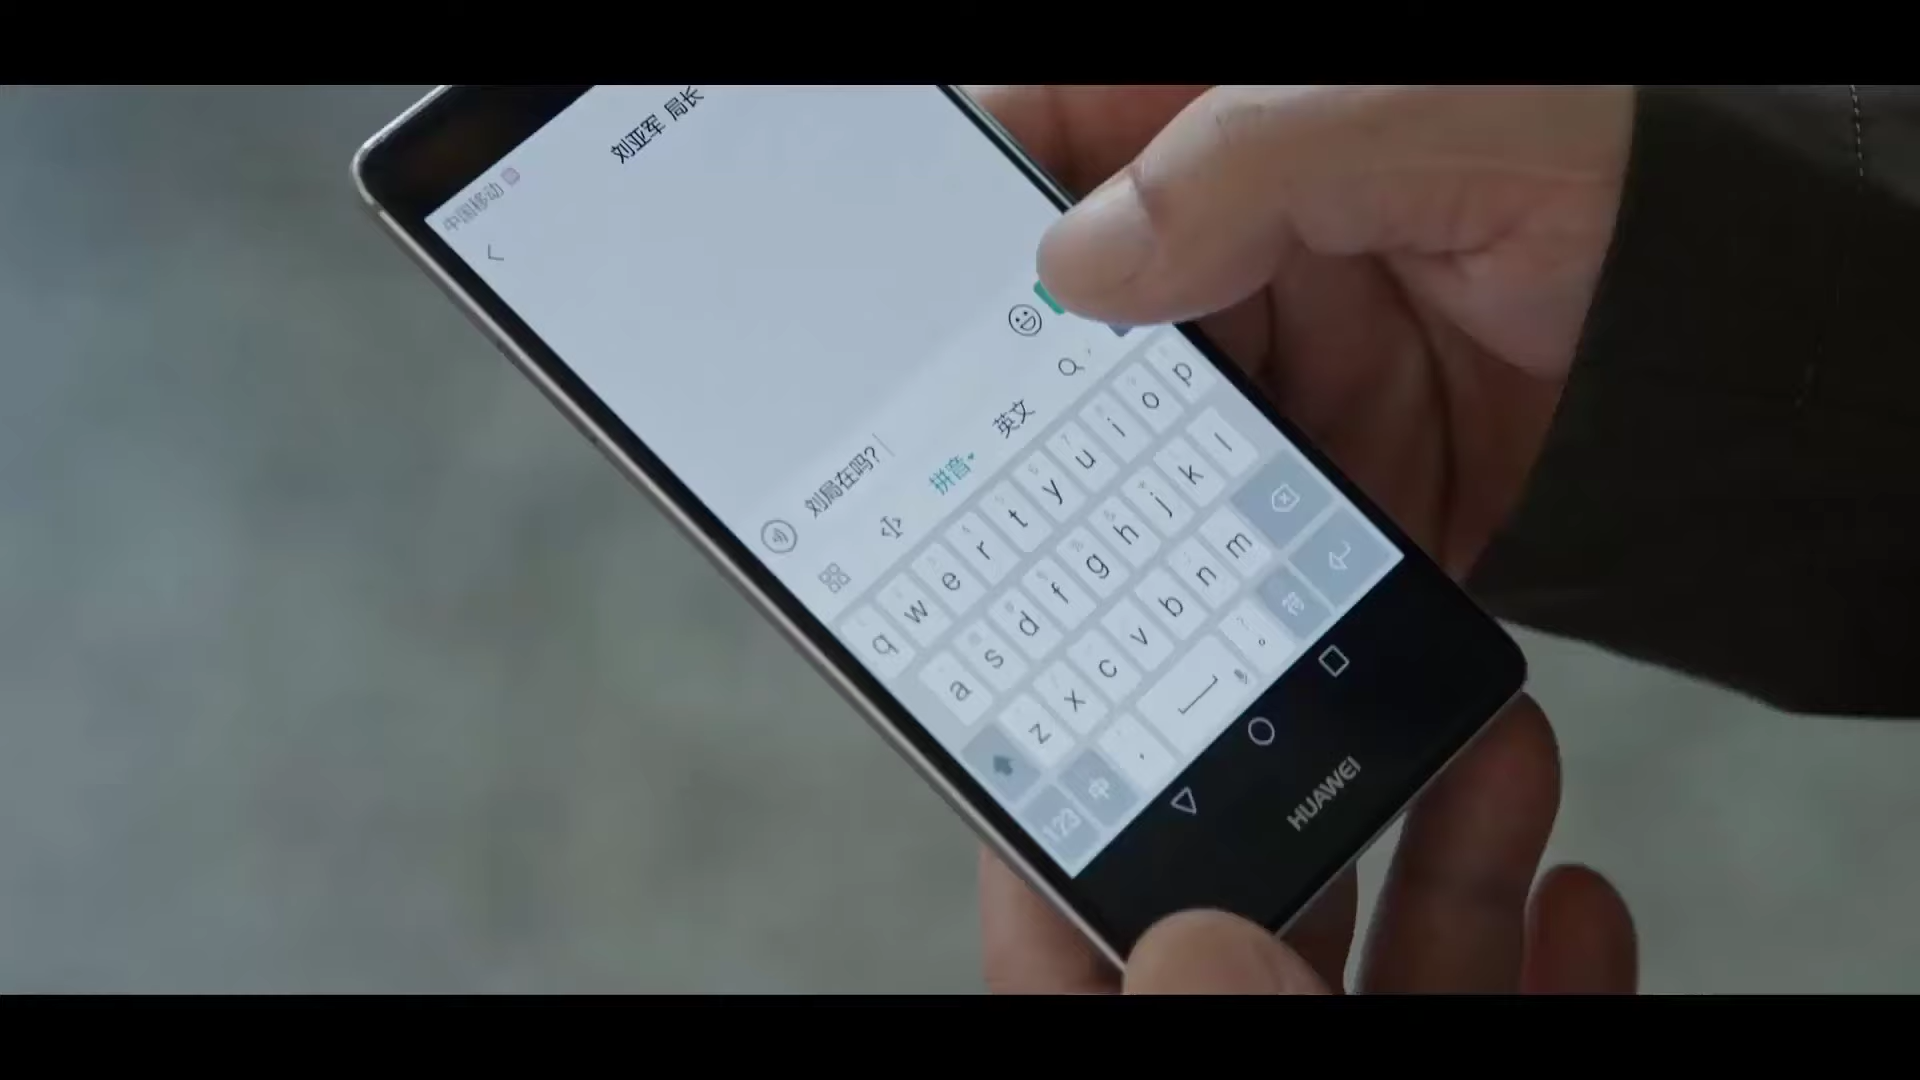 中国移动
刘亚军 局长
刘局在吗?
拼音
英文
q w e r t y u i o p
a s d f g h j k l
z x c v b n m
123 中 , 。 符
HUAWEI